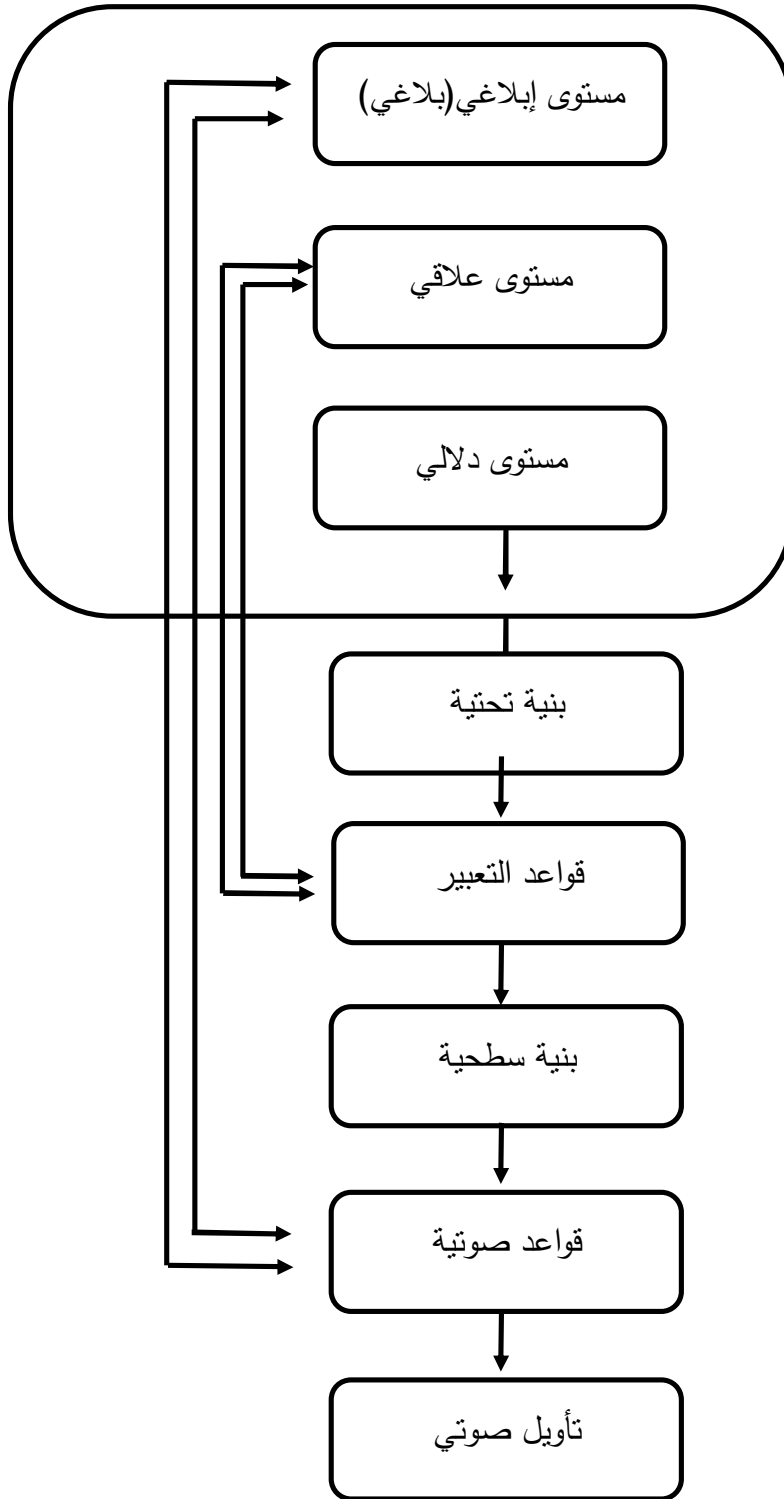 مستوى إبلاغي(بلاغي)
مستوى علاقي
مستوى دلالي
بنية تحتية
قواعد التعبير
بنية سطحية
قواعد صوتية
تأويل صوتي